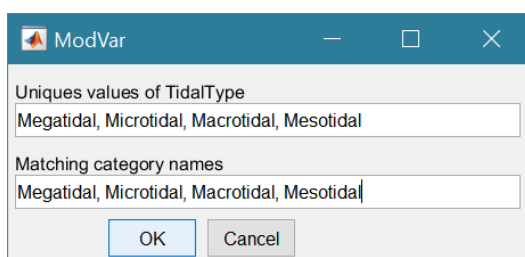 ModVar
Uniques values of TidalType
Megatidal, Microtidal, Macrotidal, Mesotidal
Matching category names
Megatidal, Microtidal, Macrotidal, Mesotidal
OK Cancel